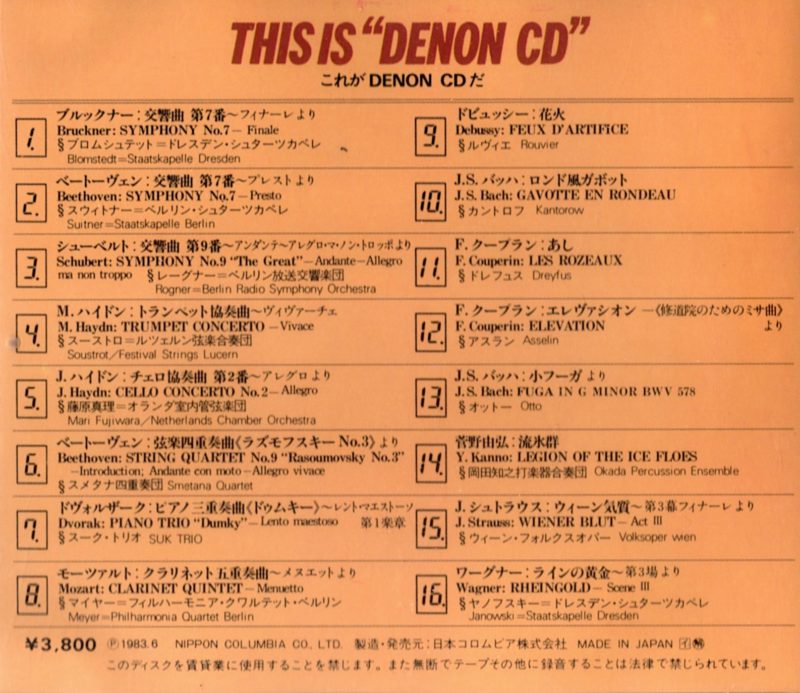 THIS IS “DENON CD”
これが DENON CDだ
1.
ブルックナー：交響曲 第7番～フィナーレ より
Bruckner: SYMPHONY No.7 — Finale
§ブロムシュテット＝ドレスデン・シュターツカペレ
Blomstedt=Staatskapelle Dresden
2.
ベートーヴェン：交響曲 第7番～プレスト より
Beethoven: SYMPHONY No.7 — Presto
§スウィトナー＝ベルリン・シュターツカペレ
Suitner=Staatskapelle Berlin
3.
シューベルト：交響曲 第9番～アンダンテ～アレグロ・マ・ノン・トロッポ より
Schubert: SYMPHONY No.9 “The Great” — Andante—Allegro
ma non troppo §レーグナー＝ベルリン放送交響楽団
Rogner=Berlin Radio Symphony Orchestra
4.
M.ハイドン：トランペット協奏曲～ヴィヴァーチェ
M. Haydn: TRUMPET CONCERTO — Vivace
§スーストロ＝ルツェルン弦楽合奏団
Soustrot/Festival Strings Lucern
5.
J.ハイドン：チェロ協奏曲 第2番～アレグロ より
J. Haydn: CELLO CONCERTO No.2 — Allegro
§藤原真理＝オランダ室内管弦楽団
Mari Fujiwara/Netherlands Chamber Orchestra
6.
ベートーヴェン：弦楽四重奏曲《ラズモフスキー No.3》より
Beethoven: STRING QUARTET No.9 “Rasoumovsky No.3”
—Introduction; Andante con moto—Allegro vivace
§スメタナ四重奏団 Smetana Quartet
7.
ドヴォルザーク：ピアノ三重奏曲《ドゥムキー》～レント・マエストーソ
Dvorak: PIANO TRIO “Dumky” — Lento maestoso 第1楽章
§スーク・トリオ SUK TRIO
8.
モーツァルト：クラリネット五重奏曲～メヌエットより
Mozart: CLARINET QUINTET — Menuetto
§マイヤー＝フィルハーモニア・クワルテット・ベルリン
Meyer=Philharmonia Quartet Berlin
9.
ドビュッシー：花火
Debussy: FEUX D'ARTIFiCE
§ルヴィエ Rouvier
10.
J.S.バッハ：ロンド風ガボット
J.S. Bach: GAVOTTE EN RONDEAU
§カントロフ Kantorow
11.
F.クープラン：あし
F. Couperin: LES ROZEAUX
§ドレフュス Dreyfus
12.
F.クープラン：エレヴァシオン —《修道院のためのミサ曲》
より
F. Couperin: ELEVATION
§アスラン Asselin
13.
J.S.バッハ：小フーガ より
J.S. Bach: FUGA IN G MINOR BWV 578
§オットー Otto
14.
菅野由弘：流氷群
Y. Kanno: LEGION OF THE ICE FLOES
§岡田知之打楽器合奏団 Okada Percussion Ensemble
15.
J.シュトラウス：ウィーン気質～第3幕フィナーレ より
J. Strauss: WIENER BLUT — Act III
§ウィーン・フォルクスオパー Volksoper wien
16.
ワーグナー：ラインの黄金～第3場より
Wagner: RHEINGOLD — Scene III
§ヤノフスキー＝ドレスデン・シュターツカペレ
Janowski=Staatskapelle Dresden
¥3,800 Ⓟ1983.6 NIPPON COLUMBIA CO., LTD. 製造・発売元：日本コロムビア株式会社 MADE IN JAPAN イ
このディスクを賃貸業に使用することを禁じます。また無断でテープその他に録音することは法律で禁じられています。